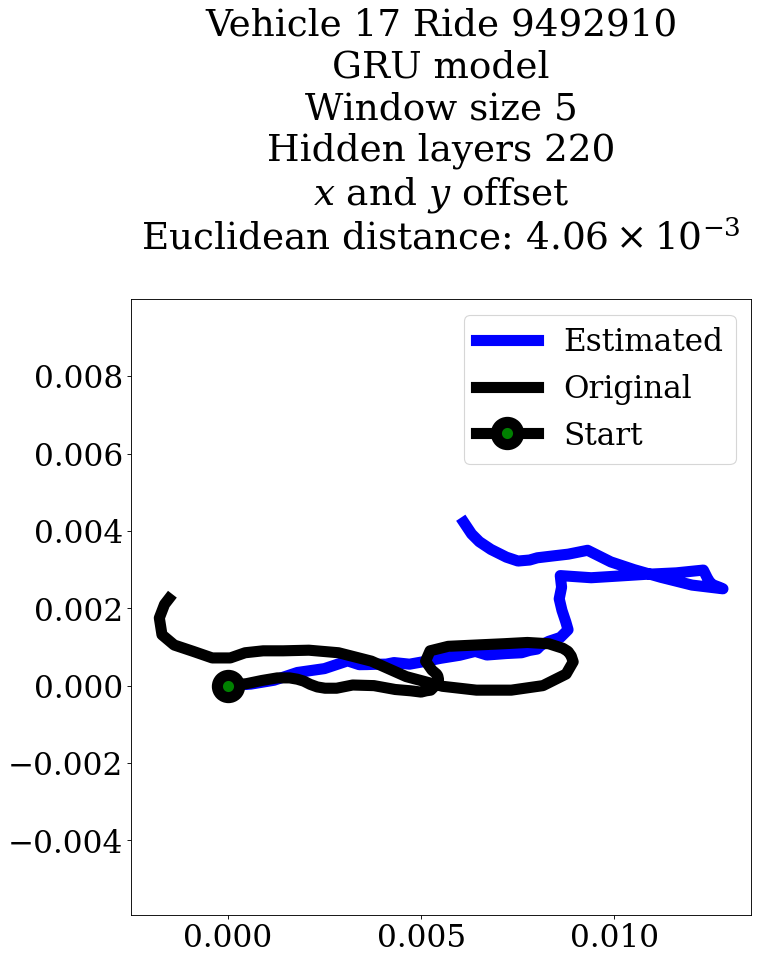 Vehicle 17 Ride 9492910
GRU model
Window size 5
Hidden layers 220
x and y offset
Euclidean distance: 4.06 × 10⁻³
Estimated
Original
Start
0.008
0.006
0.004
0.002
0.000
−0.002
−0.004
0.000 0.005 0.010